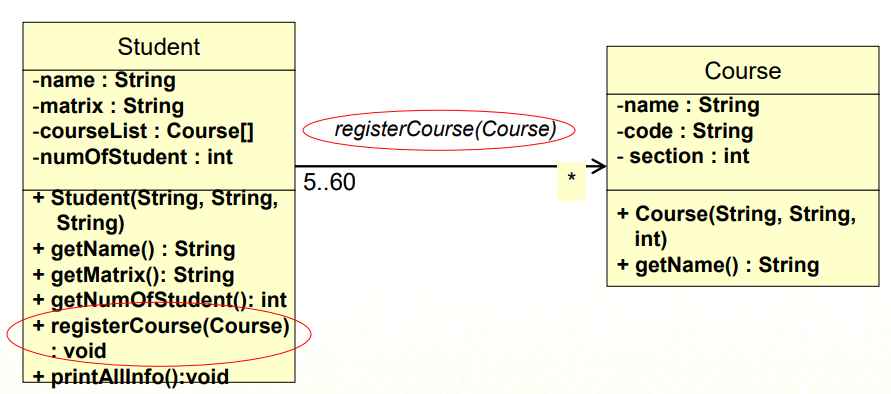 Student
-name : String
-matrix : String
-courseList : Course[]
-numOfStudent : int
+ Student(String, String,
String)
+ getName() : String
+ getMatrix(): String
+ getNumOfStudent(): int
+ registerCourse(Course)
: void
+ printAllInfo():void
registerCourse(Course)
5..60
*
Course
-name : String
-code : String
- section : int
+ Course(String, String,
int)
+ getName() : String